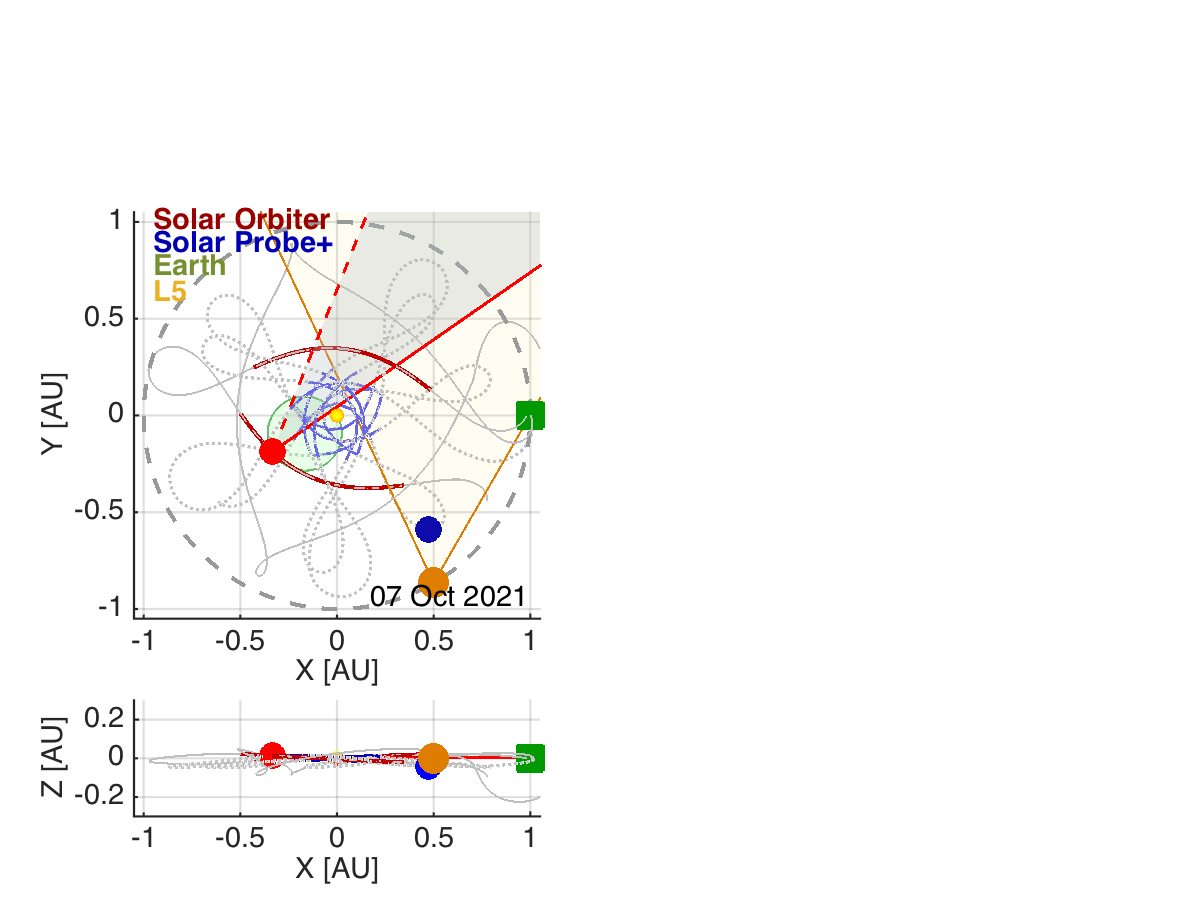 Solar Orbiter
Solar Probe+
Earth
L5
1
0.5
0
-0.5
-1
Y [AU]
07 Oct 2021
-1 -0.5 0 0.5 1
X [AU]
0.2
0
-0.2
Z [AU]
-1 -0.5 0 0.5 1
X [AU]